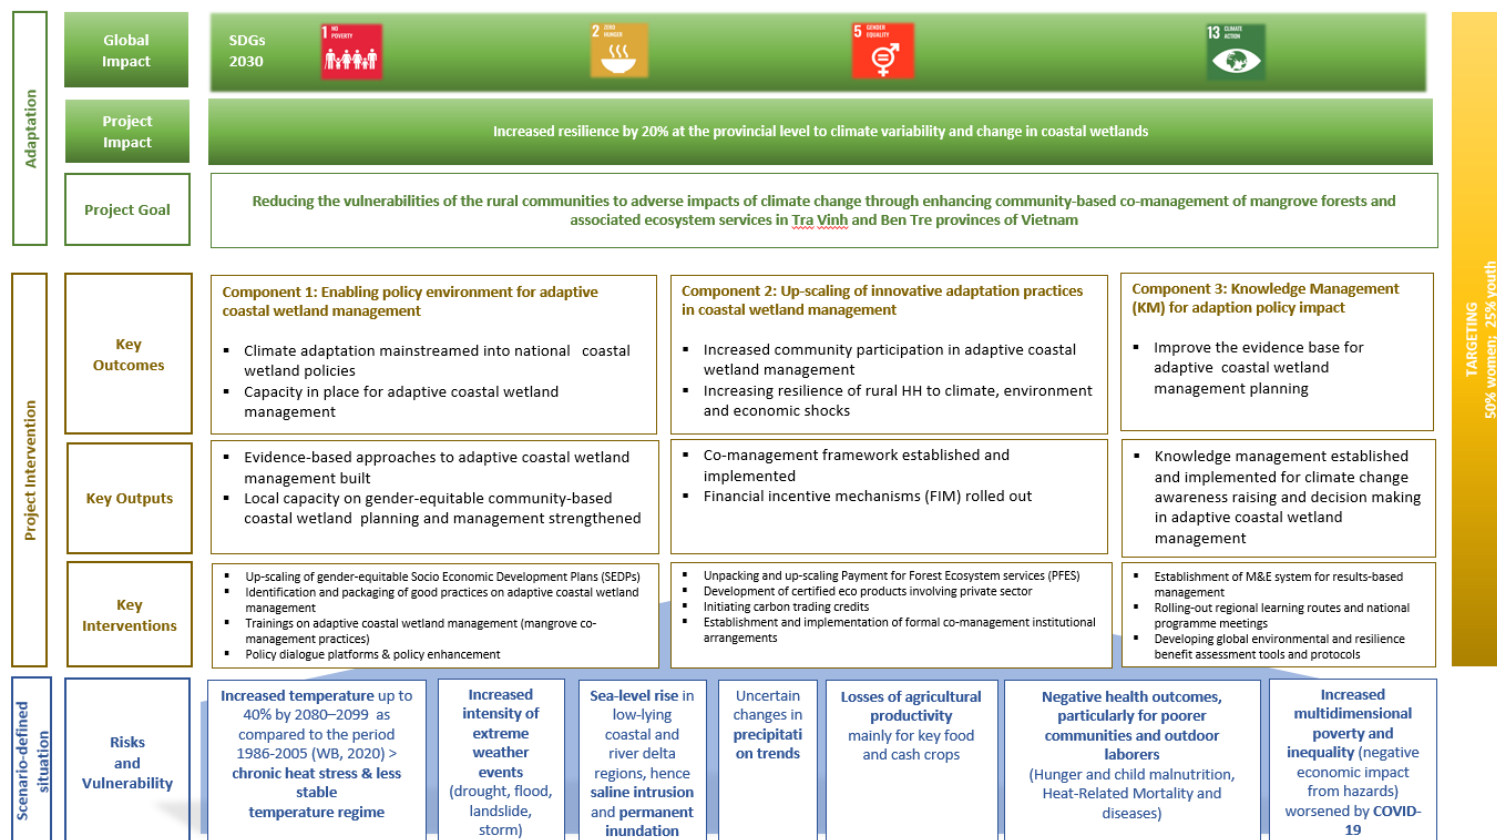 Adaptation
Global
Impact
SDGs
2030
1 NO
POVERTY
2 ZERO
HUNGER
5 GENDER
EQUALITY
13 CLIMATE
ACTION
Project
Impact
Increased resilience by 20% at the provincial level to climate variability and change in coastal wetlands
Project Goal
Reducing the vulnerabilities of the rural communities to adverse impacts of climate change through enhancing community-based co-management of mangrove forests and
associated ecosystem services in Tra Vinh and Ben Tre provinces of Vietnam
TARGETING
50% women; 25% youth
Project Intervention
Key
Outcomes
Component 1: Enabling policy environment for adaptive
coastal wetland management
▪ Climate adaptation mainstreamed into national coastal
wetland policies
▪ Capacity in place for adaptive coastal wetland
management
Component 2: Up-scaling of innovative adaptation practices
in coastal wetland management
▪ Increased community participation in adaptive coastal
wetland management
▪ Increasing resilience of rural HH to climate, environment
and economic shocks
Component 3: Knowledge Management
(KM) for adaption policy impact
▪ Improve the evidence base for
adaptive coastal wetland
management planning
Key Outputs
▪ Evidence-based approaches to adaptive coastal wetland
management built
▪ Local capacity on gender-equitable community-based
coastal wetland planning and management strengthened
▪ Co-management framework established and
implemented
▪ Financial incentive mechanisms (FIM) rolled out
▪ Knowledge management established
and implemented for climate change
awareness raising and decision making
in adaptive coastal wetland
management
Key
Interventions
▪ Up-scaling of gender-equitable Socio Economic Development Plans (SEDPs)
▪ Identification and packaging of good practices on adaptive coastal wetland
management
▪ Trainings on adaptive coastal wetland management (mangrove co-
management practices)
▪ Policy dialogue platforms & policy enhancement
▪ Unpacking and up-scaling Payment for Forest Ecosystem services (PFES)
▪ Development of certified eco products involving private sector
▪ Initiating carbon trading credits
▪ Establishment and implementation of formal co-management institutional
arrangements
▪ Establishment of M&E system for results-based
management
▪ Rolling-out regional learning routes and national
programme meetings
▪ Developing global environmental and resilience
benefit assessment tools and protocols
Scenario-defined
situation
Risks
and
Vulnerability
Increased temperature up to
40% by 2080–2099 as
compared to the period
1986-2005 (WB, 2020) >
chronic heat stress & less
stable
temperature regime
Increased
intensity of
extreme
weather
events
(drought, flood,
landslide,
storm)
Sea-level rise in
low-lying
coastal and
river delta
regions, hence
saline intrusion
and permanent
inundation
Uncertain
changes in
precipitati
on trends
Losses of agricultural
productivity
mainly for key food
and cash crops
Negative health outcomes,
particularly for poorer
communities and outdoor
laborers
(Hunger and child malnutrition,
Heat-Related Mortality and
diseases)
Increased
multidimensional
poverty and
inequality (negative
economic impact
from hazards)
worsened by COVID-
19